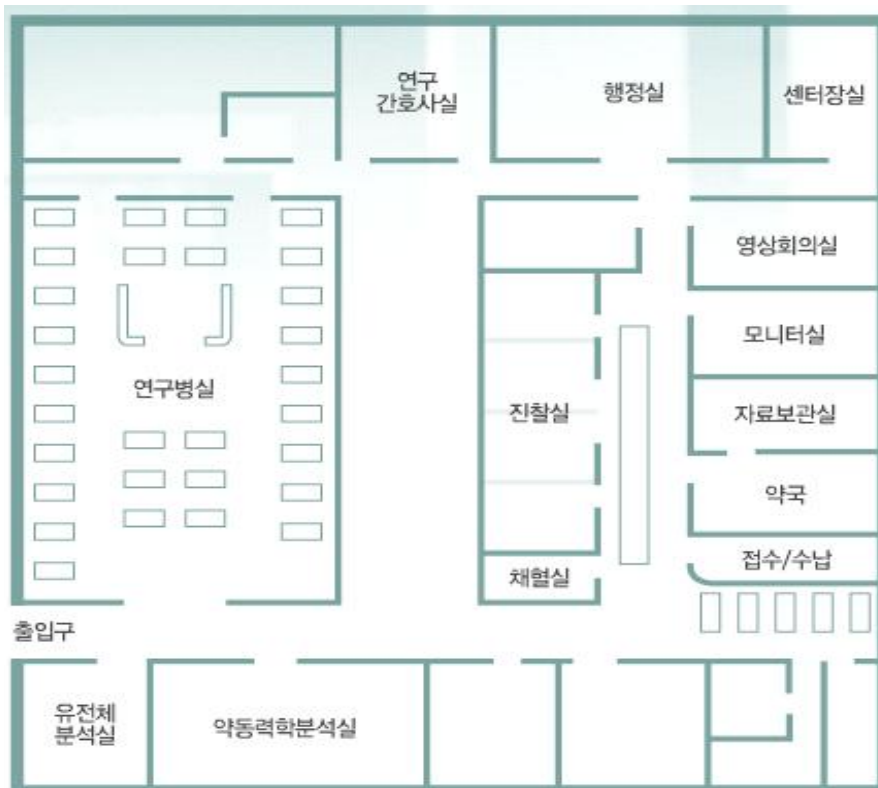 연구
간호사실
행정실
센터장실
영상회의실
모니터실
연구병실
진찰실
자료보관실
약국
접수/수납
채혈실
출입구
유전체
분석실
약동력학분석실